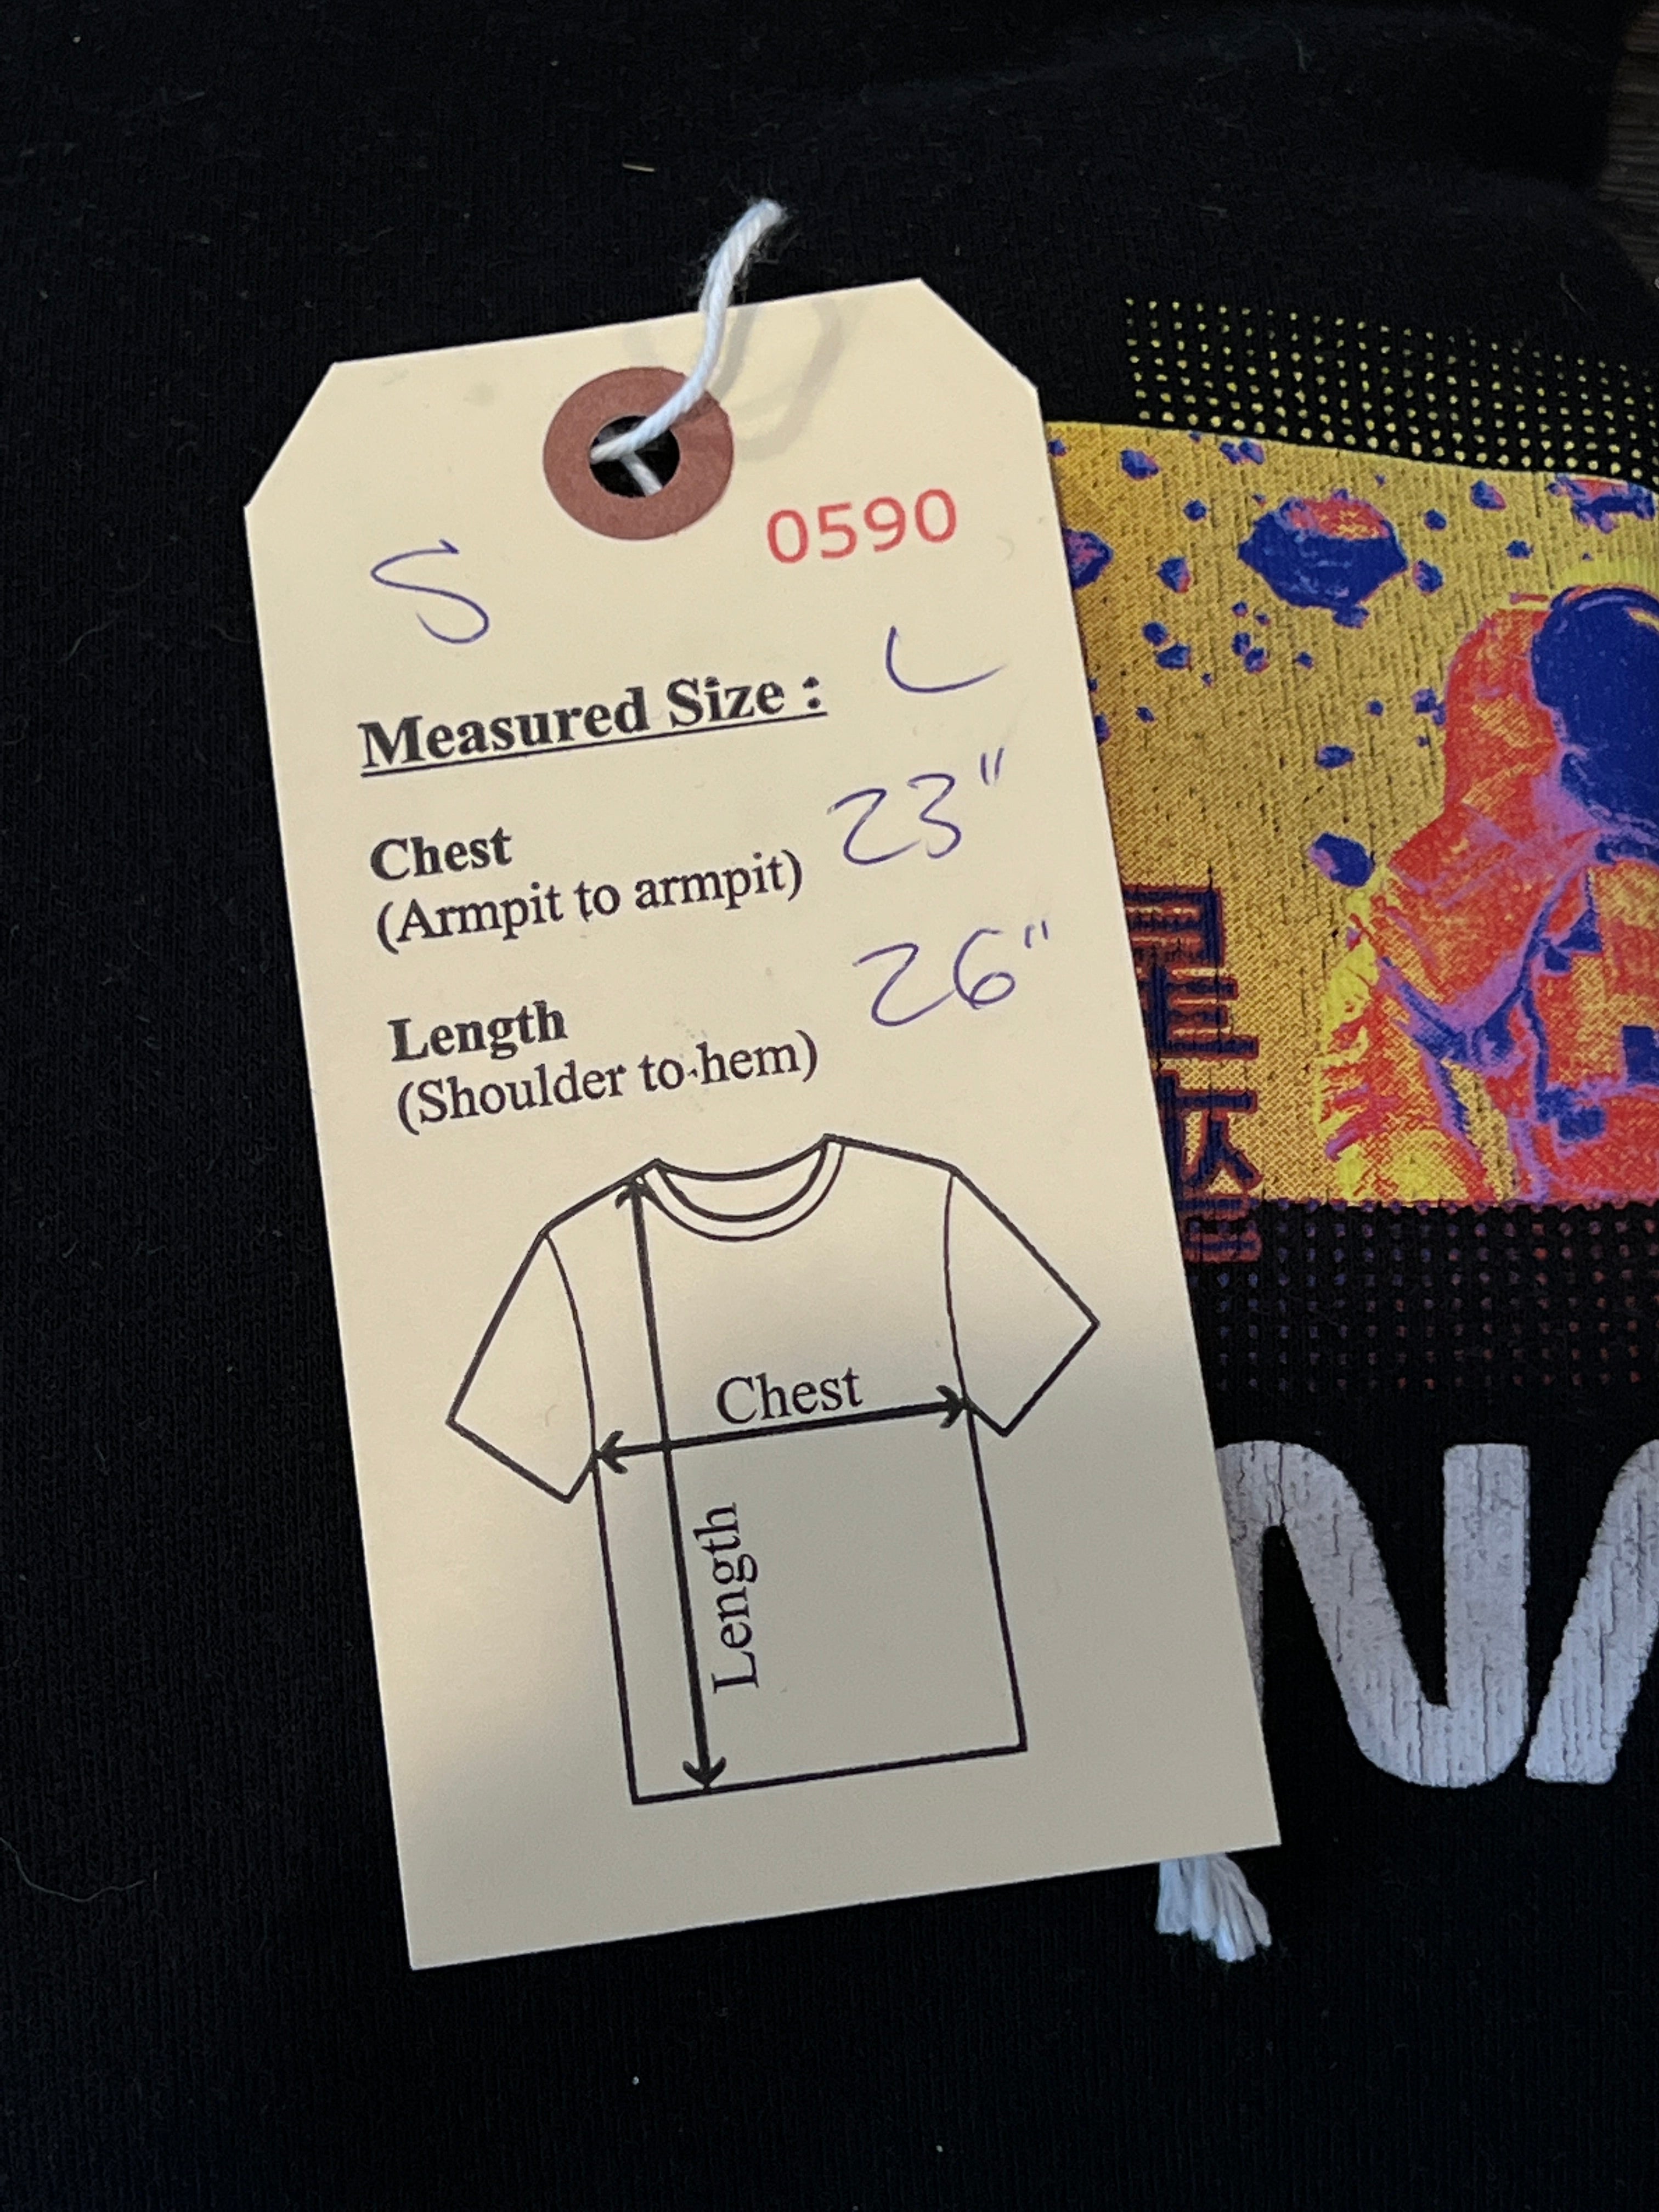 0590
S
Measured Size : L
Chest 23"
(Armpit to armpit)
Length 26"
(Shoulder to hem)
Chest
Length